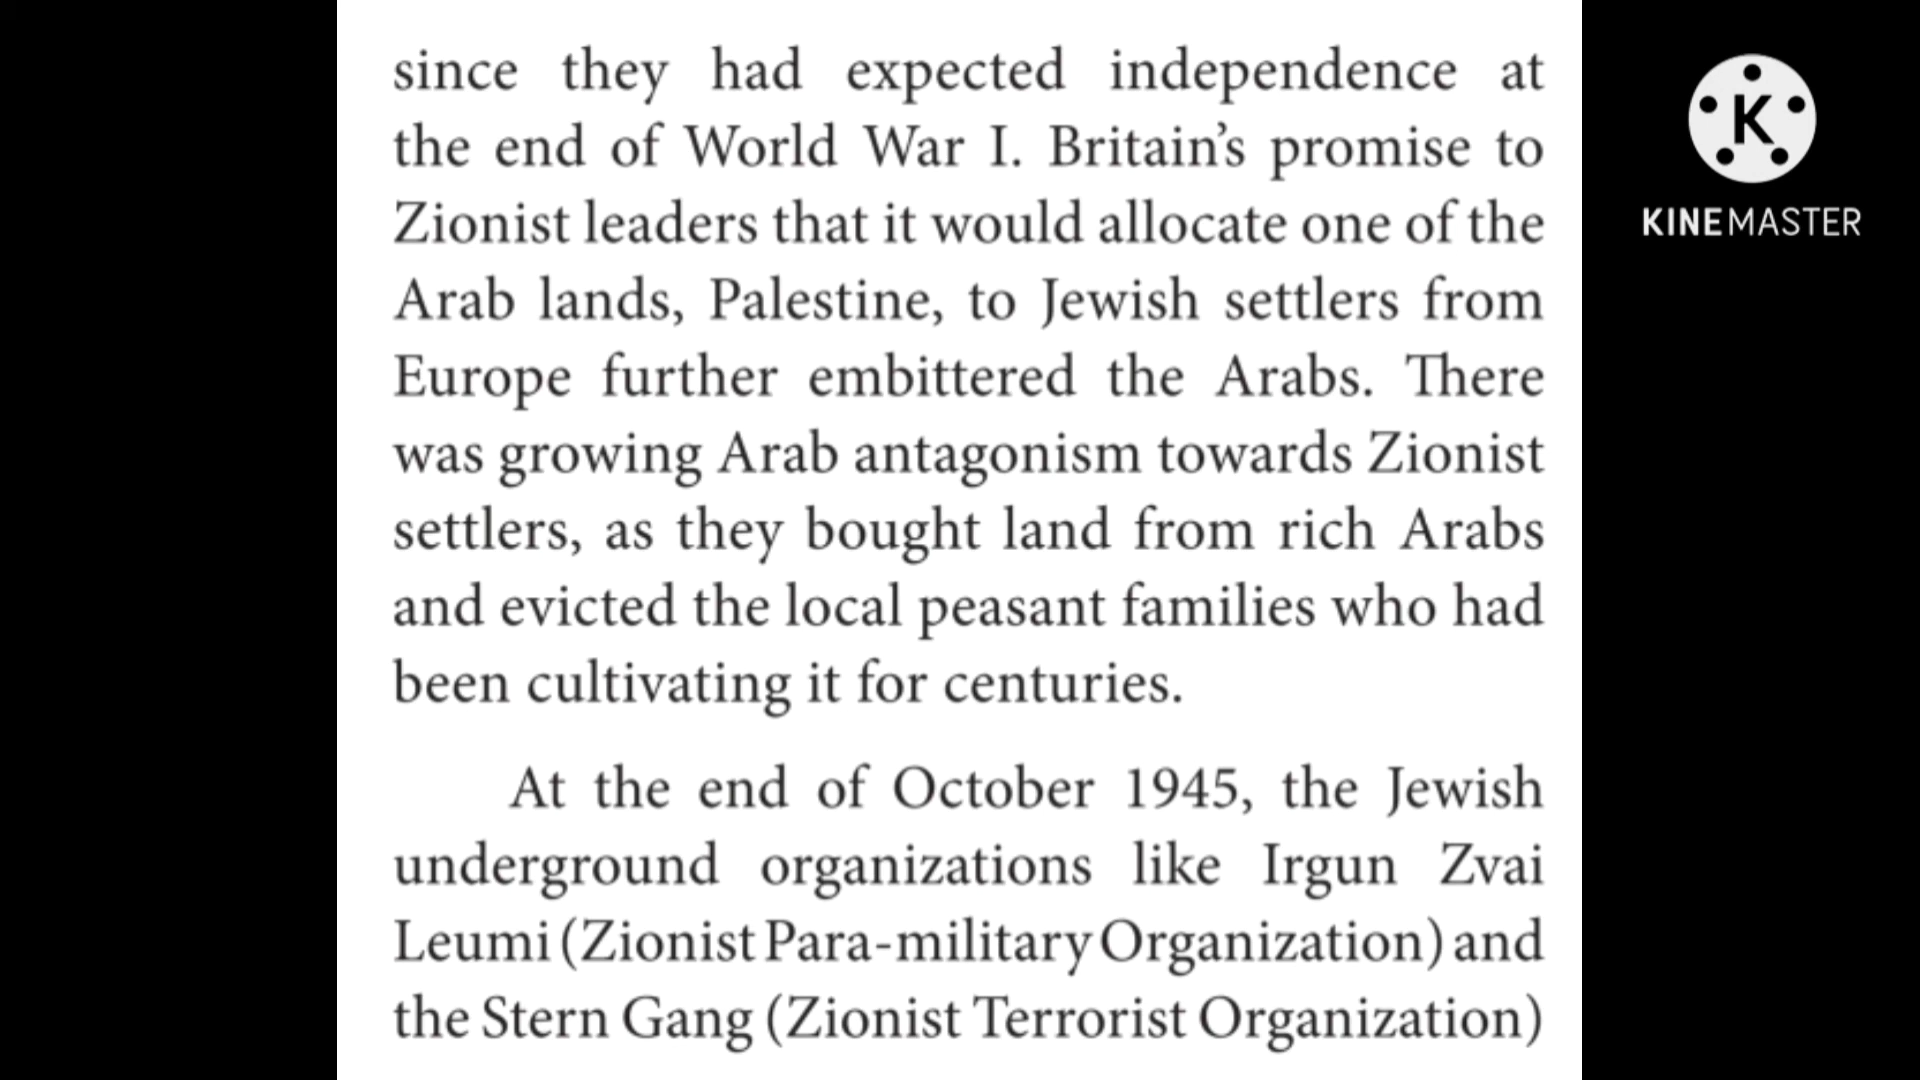 since they had expected independence at
the end of World War I. Britain’s promise to
Zionist leaders that it would allocate one of the
Arab lands, Palestine, to Jewish settlers from
Europe further embittered the Arabs. There
was growing Arab antagonism towards Zionist
settlers, as they bought land from rich Arabs
and evicted the local peasant families who had
been cultivating it for centuries.
At the end of October 1945, the Jewish
underground organizations like Irgun Zvai
Leumi (Zionist Para-military Organization) and
the Stern Gang (Zionist Terrorist Organization)
K
KINEMASTER